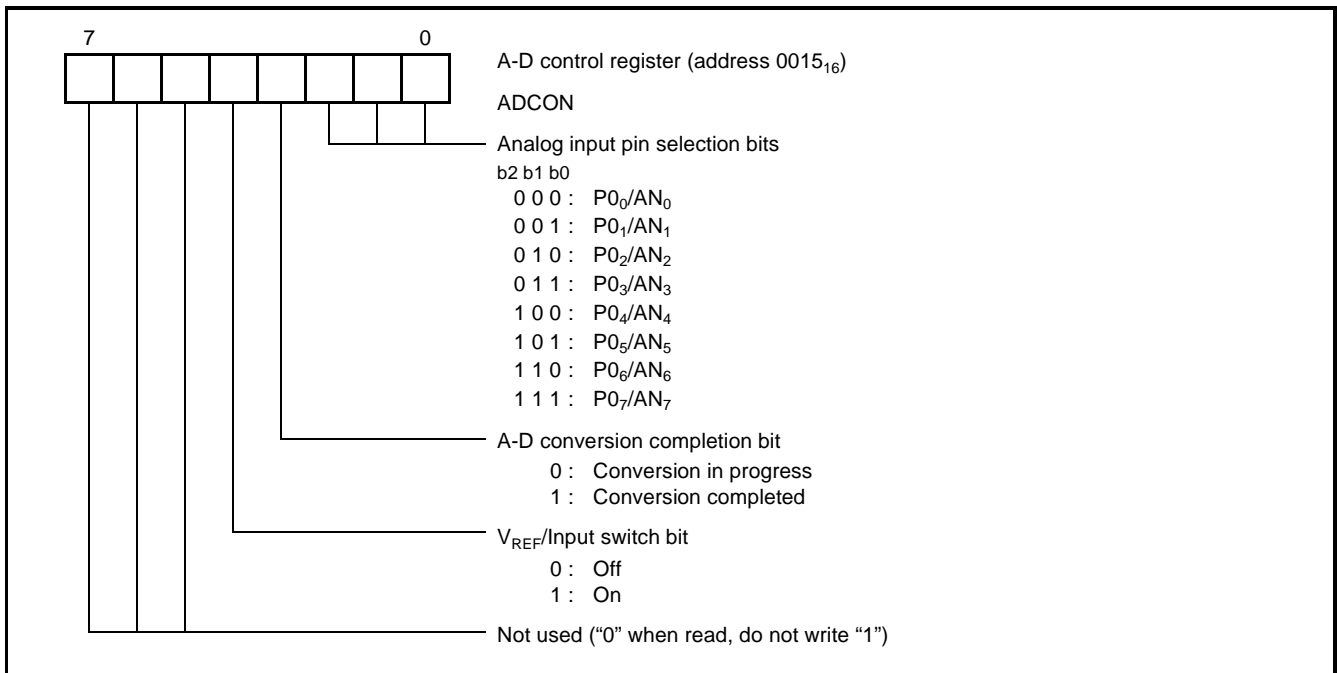 7 0
A-D control register (address 0015₁₆)
ADCON
Analog input pin selection bits
b2 b1 b0
0 0 0 : P0₀/AN₀
0 0 1 : P0₁/AN₁
0 1 0 : P0₂/AN₂
0 1 1 : P0₃/AN₃
1 0 0 : P0₄/AN₄
1 0 1 : P0₅/AN₅
1 1 0 : P0₆/AN₆
1 1 1 : P0₇/AN₇
A-D conversion completion bit
0 : Conversion in progress
1 : Conversion completed
V_REF/Input switch bit
0 : Off
1 : On
Not used (“0” when read, do not write “1”)